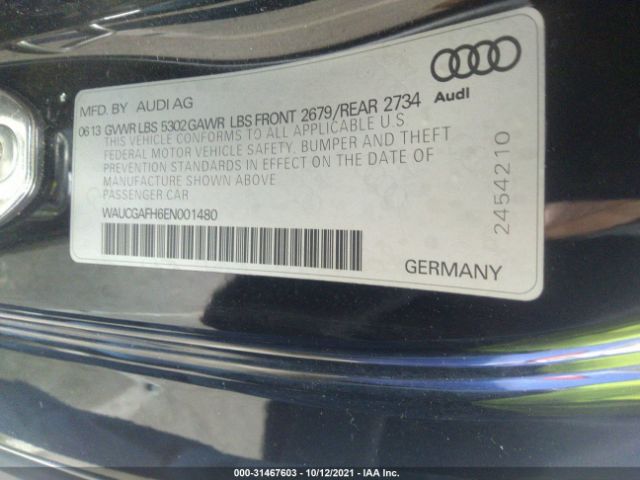 MFD. BY AUDI AG
0613 GVWR LBS 5302 GAWR LBS FRONT 2679/REAR 2734
THIS VEHICLE CONFORMS TO ALL APPLICABLE U.S
FEDERAL MOTOR VEHICLE SAFETY, BUMPER AND THEFT
PREVENTION STANDARDS IN EFFECT ON THE DATE OF
MANUFACTURE SHOWN ABOVE
PASSENGER CAR
WAUCGAFH6EN001480
GERMANY
Audi
2454210
000-31467603 - 10/12/2021 - IAA Inc.